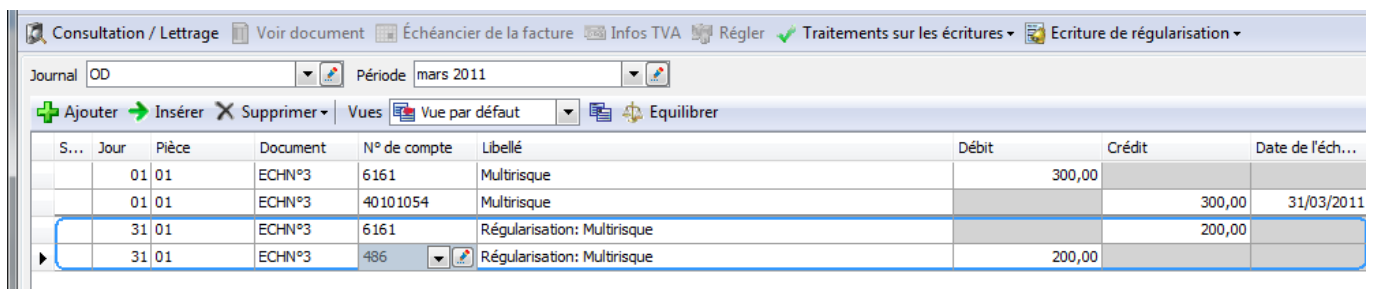 Consultation / Lettrage Voir document Échéancier de la facture Infos TVA Régler Traitements sur les écritures Ecriture de régularisation
Journal OD Période mars 2011
Ajouter Insérer Supprimer Vues Vue par défaut Equilibrer
S... Jour Pièce Document N° de compte Libellé Débit Crédit Date de l'éch...
01 01 ECHN°3 6161 Multirisque 300,00
01 01 ECHN°3 40101054 Multirisque 300,00 31/03/2011
31 01 ECHN°3 6161 Régularisation: Multirisque 200,00
31 01 ECHN°3 486 Régularisation: Multirisque 200,00